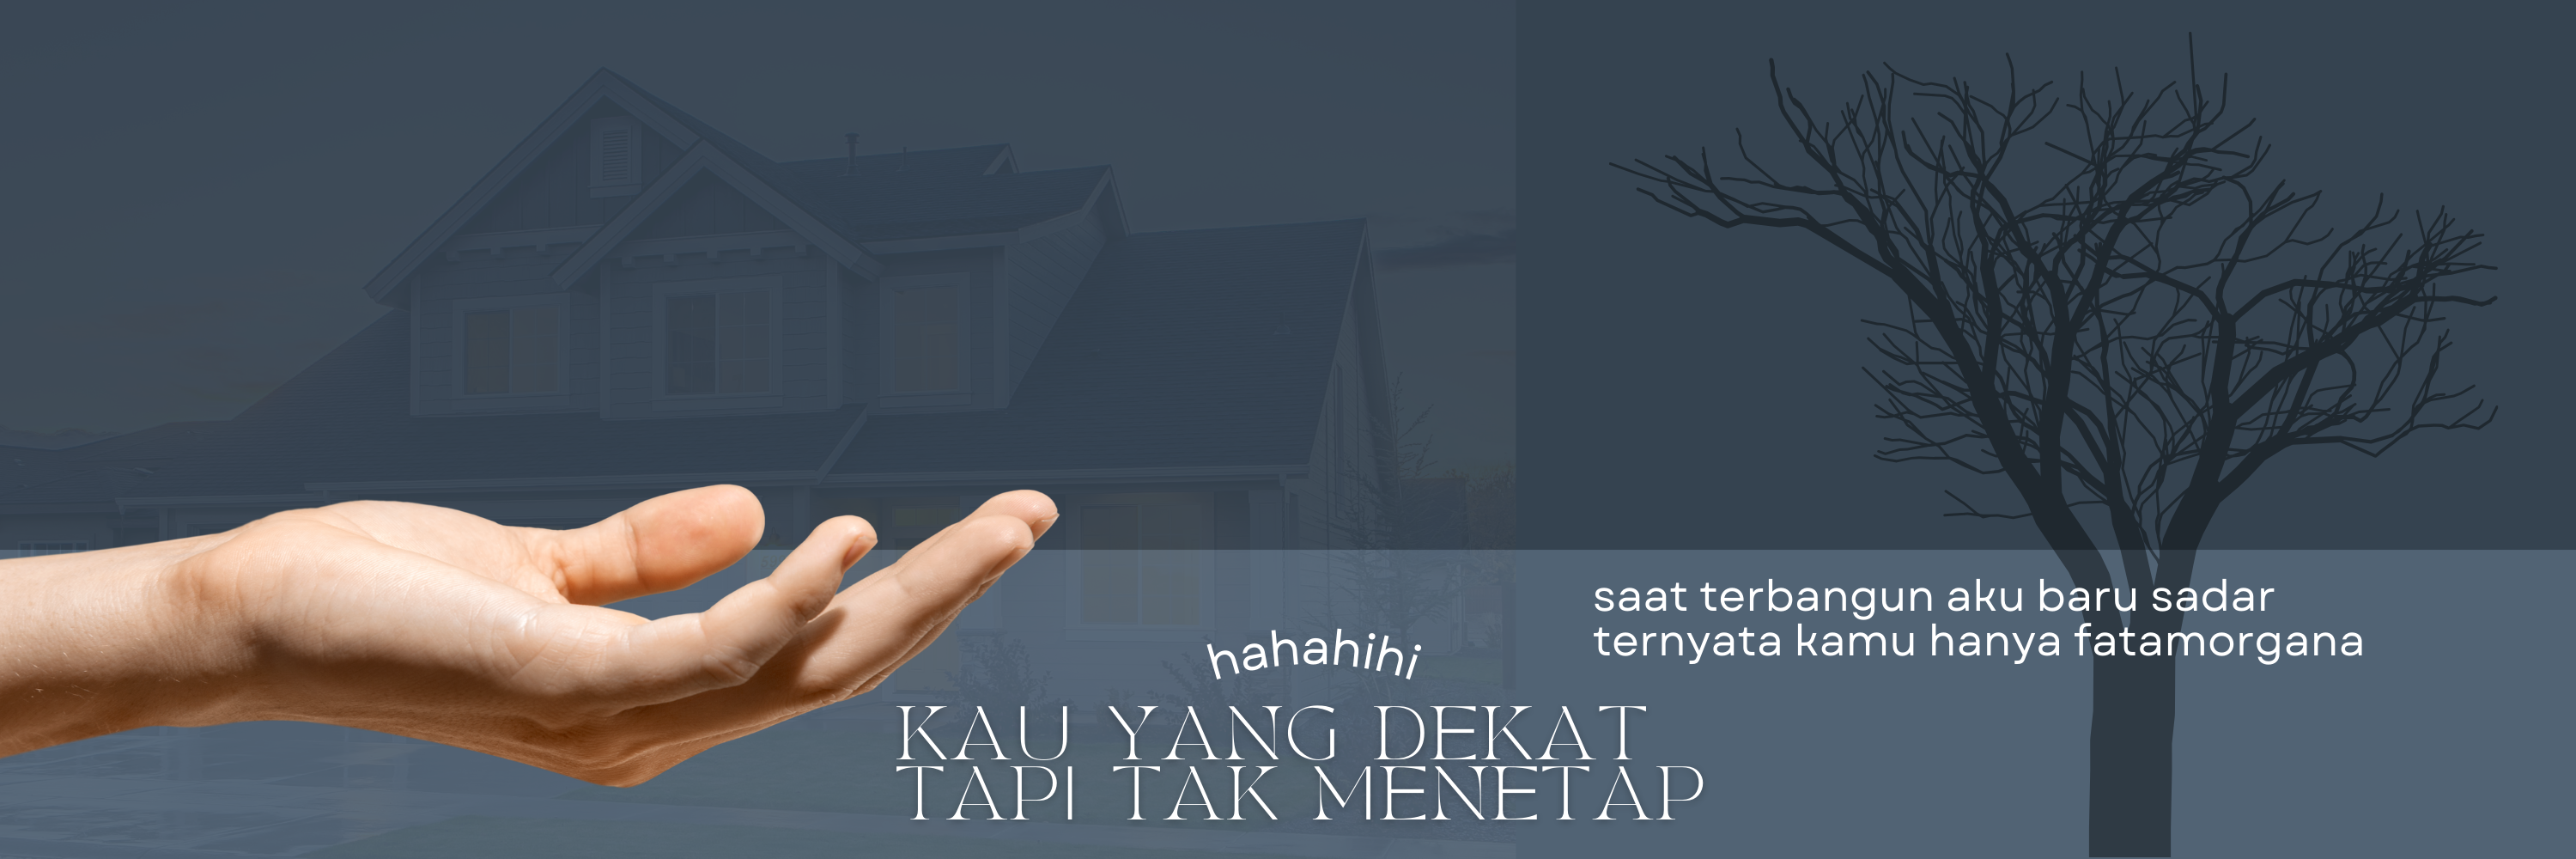 saat terbangun aku baru sadar
ternyata kamu hanya fatamorgana
hahahihi
KAU YANG DEKAT
TAPI TAK MENETAP